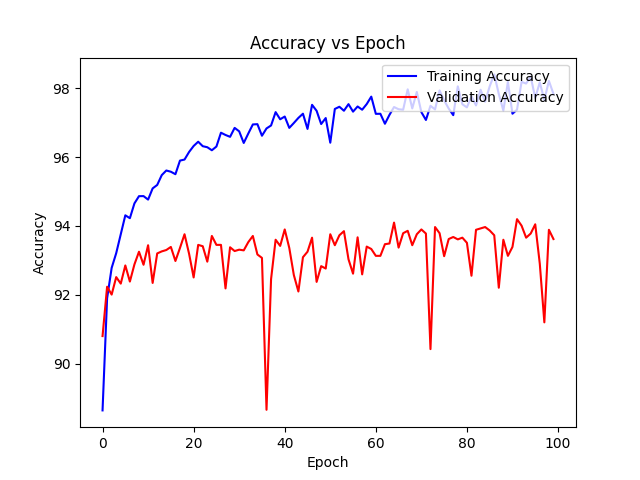 Accuracy vs Epoch
Training Accuracy
Validation Accuracy
Accuracy
98
96
94
92
90
0 20 40 60 80 100
Epoch